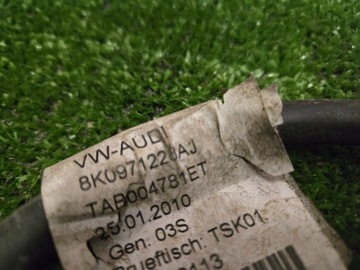 VW-AUDI
8K0971228AJ
TAB004781ET
25.01.2010
Gen. 03S
Prueftisch: TSK01